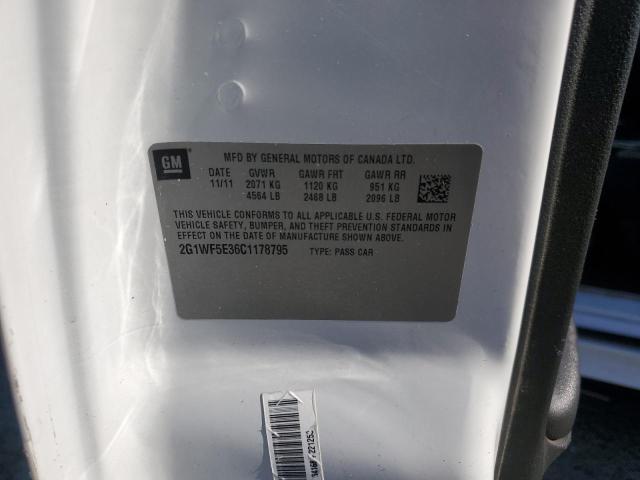 GM
MFD BY GENERAL MOTORS OF CANADA LTD.
DATE GVWR GAWR FRT GAWR RR
11/11 2071 KG 1120 KG 951 KG
4564 LB 2468 LB 2096 LB
THIS VEHICLE CONFORMS TO ALL APPLICABLE U.S. FEDERAL MOTOR
VEHICLE SAFETY, BUMPER, AND THEFT PREVENTION STANDARDS IN
EFFECT ON THE DATE OF MANUFACTURE SHOWN ABOVE.
2G1WF5E36C1178795 TYPE: PASS CAR